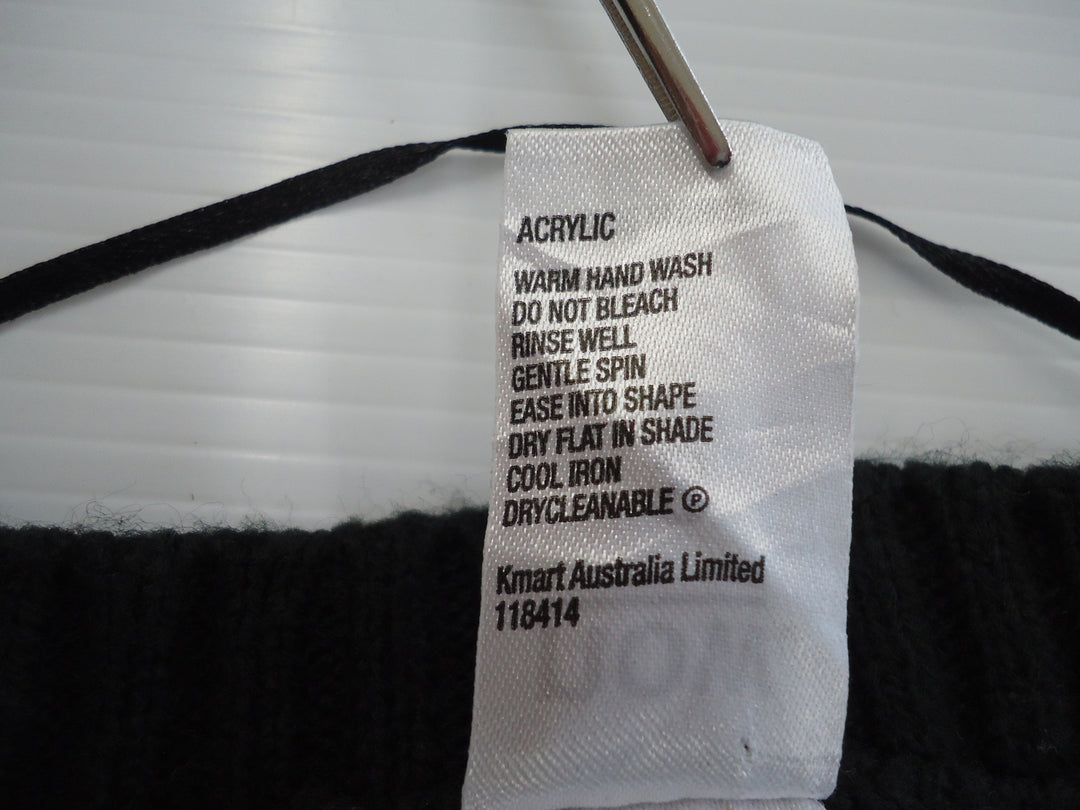 ACRYLIC
WARM HAND WASH
DO NOT BLEACH
RINSE WELL
GENTLE SPIN
EASE INTO SHAPE
DRY FLAT IN SHADE
COOL IRON
DRYCLEANABLE Ⓟ
Kmart Australia Limited
118414